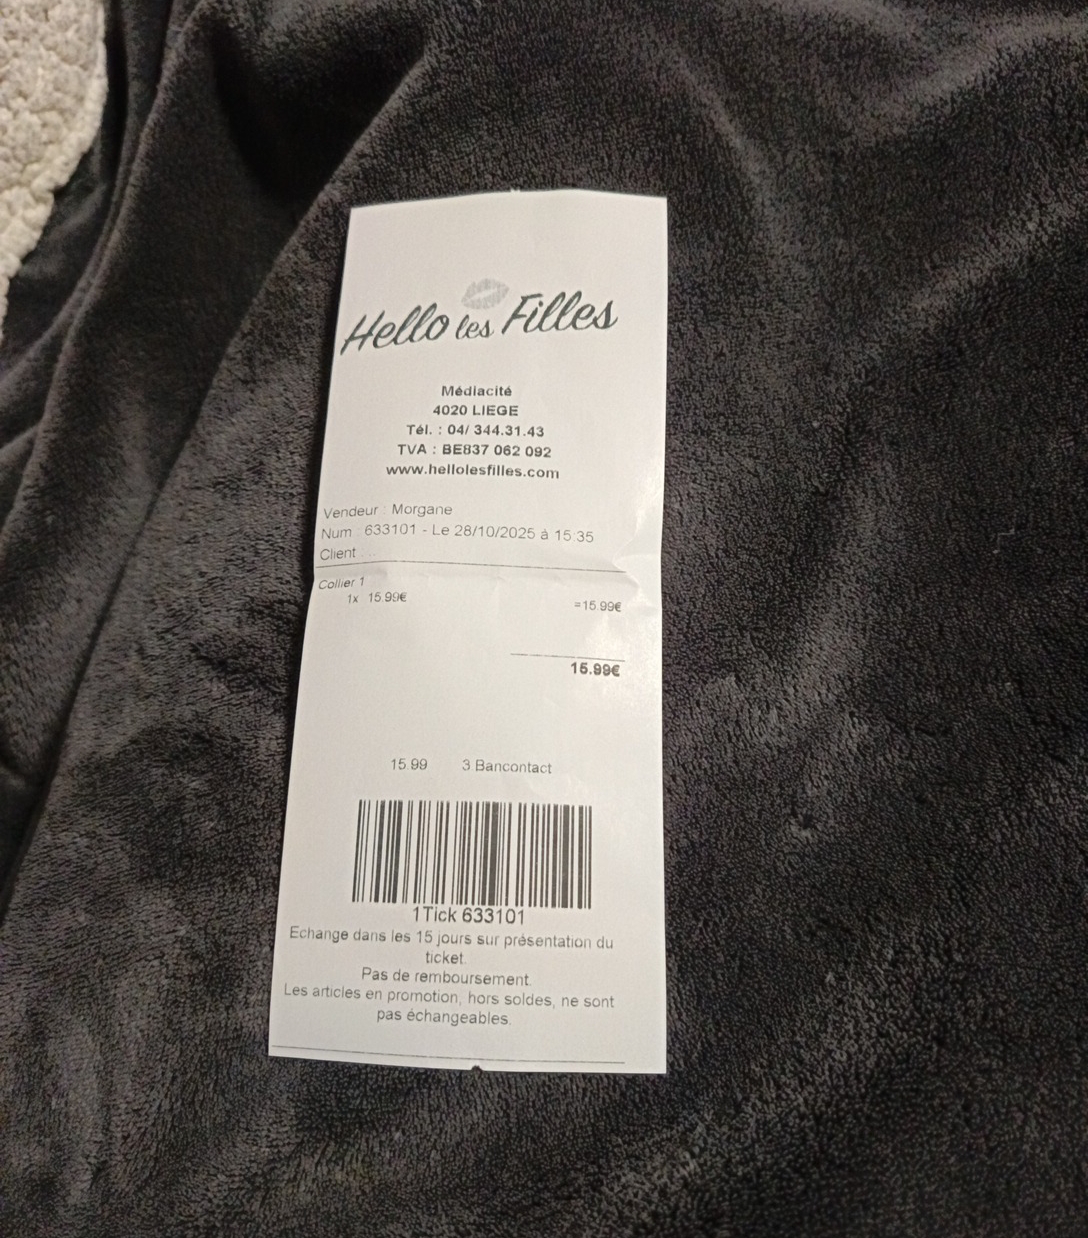 Hello les Filles
Médiacité
4020 LIEGE
Tél. : 04/ 344.31.43
TVA : BE837 062 092
www.hellolesfilles.com
Vendeur : Morgane
Num : 633101 - Le 28/10/2025 à 15:35
Client ...
Collier 1
1x 15.99€ =15.99€
15.99€
15.99 3.Bancontact
1Tick 633101
Echange dans les 15 jours sur présentation du
ticket.
Pas de remboursement.
Les articles en promotion, hors soldes, ne sont
pas échangeables.